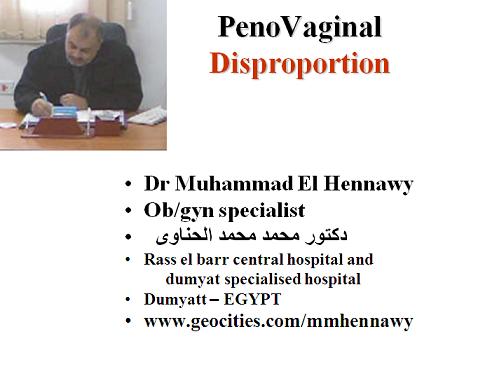 PenoVaginal
Disproportion
• Dr Muhammad El Hennawy
• Ob/gyn specialist
• دكتور محمد محمد الحناوى
• Rass el barr central hospital and
dumyat specialised hospital
• Dumyatt – EGYPT
• www.geocities.com/mmhennawy